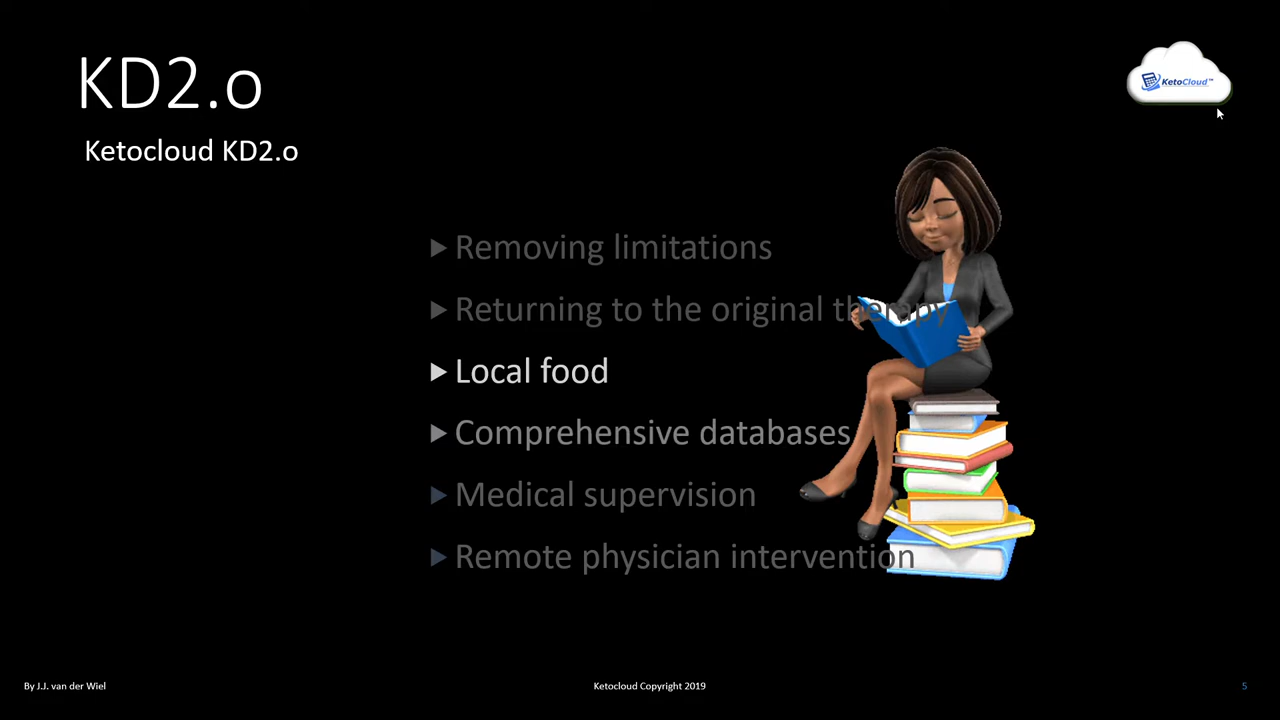 KD2.o
KetoCloud™
Ketocloud KD2.o
Removing limitations
Returning to the original therapy
Local food
Comprehensive databases
Medical supervision
Remote physician intervention
By J.J. van der Wiel
Ketocloud Copyright 2019
5